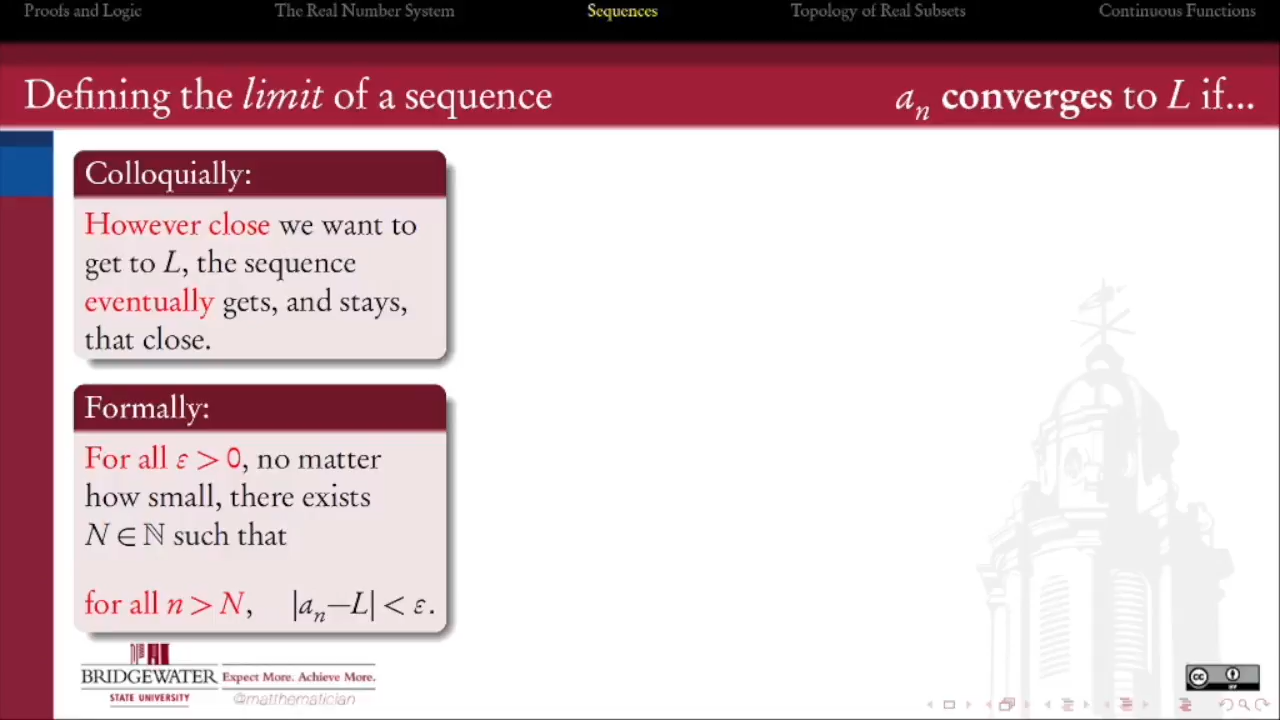 Proofs and Logic The Real Number System Sequences Topology of Real Subsets Continuous Functions
Defining the limit of a sequence
aₙ converges to L if...
Colloquially:
However close we want to
get to L, the sequence
eventually gets, and stays,
that close.
Formally:
For all ε > 0, no matter
how small, there exists
N ∈ ℕ such that
for all n > N, |aₙ−L| < ε.
BRIDGEWATER
STATE UNIVERSITY
Expect More. Achieve More.
@matthematician
cc